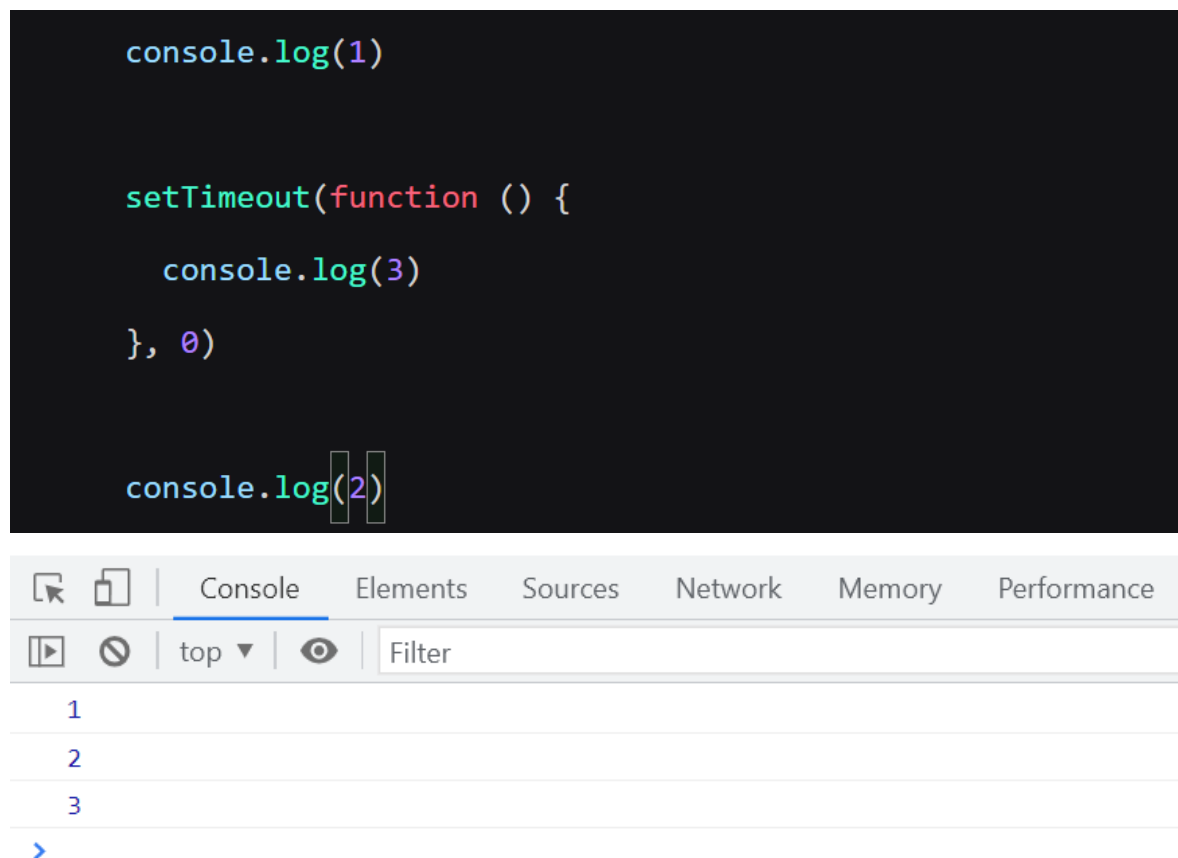 console.log(1)
setTimeout(function () {
console.log(3)
}, 0)
console.log(2)
Console Elements Sources Network Memory Performance
top Filter
1
2
3